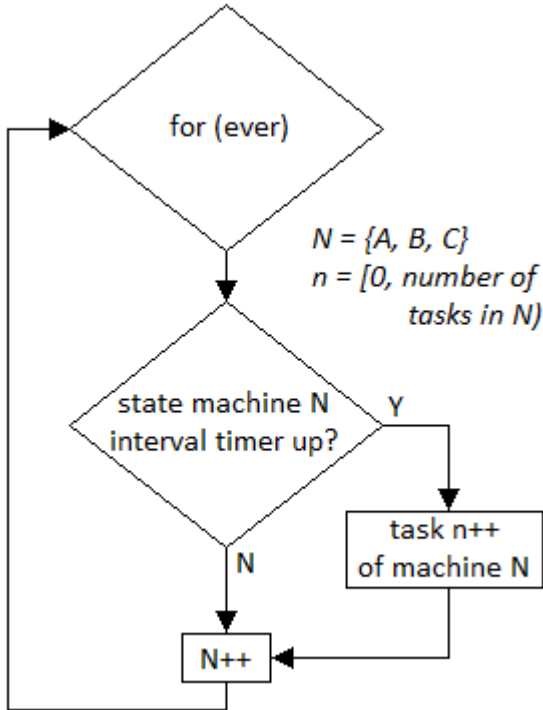 for (ever)
N = {A, B, C}
n = [0, number of
tasks in N)
state machine N
interval timer up?
Y
task n++
of machine N
N
N++